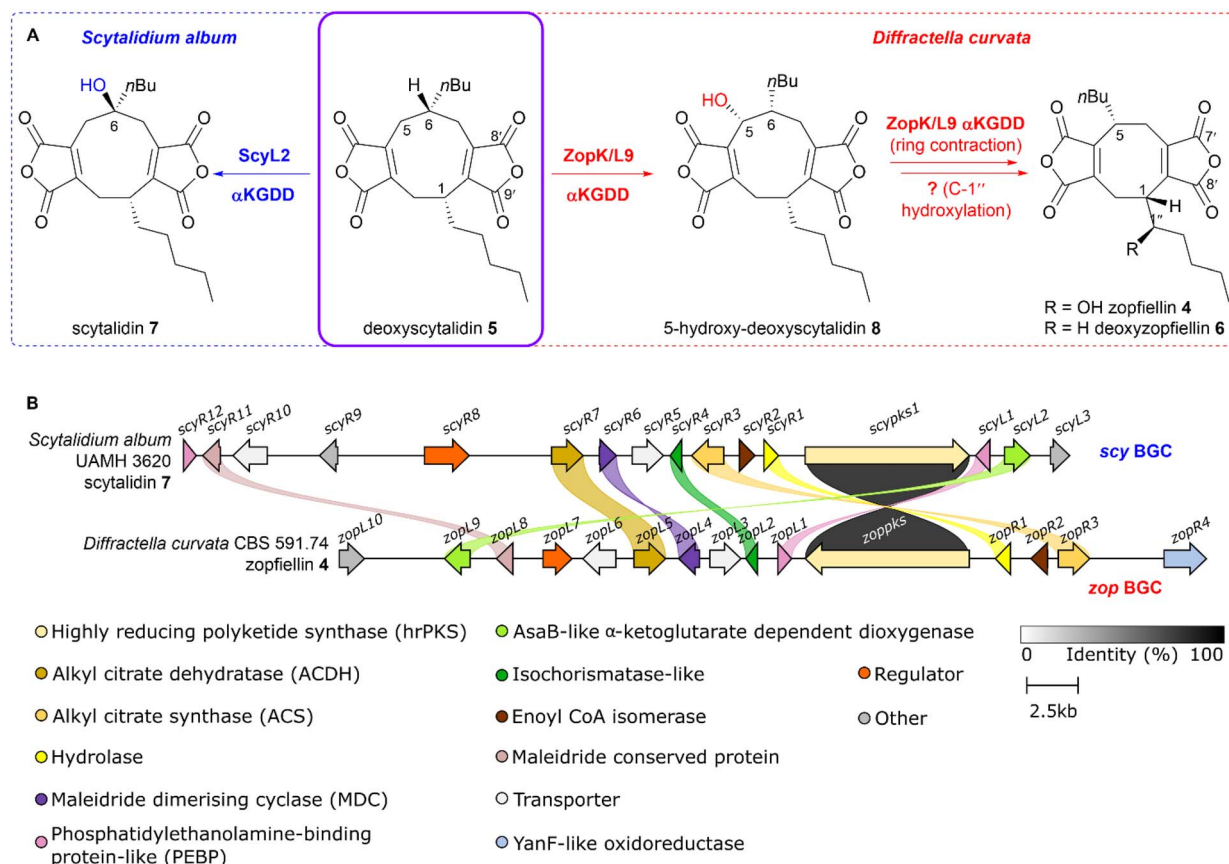 A
Scytalidium album
Diffractella curvata
HO
nBu
6
O
O
O
O
O
O
scytalidin 7
ScyL2
αKGDD
H
nBu
6
5
8′
1
9′
O
O
O
O
O
O
deoxyscytalidin 5
ZopK/L9
αKGDD
HO
nBu
5
6
O
O
O
O
O
O
5-hydroxy-deoxyscytalidin 8
ZopK/L9 αKGDD
(ring contraction)
? (C-1′′
hydroxylation)
nBu
5
7′
8′
1
H
1′′
R
O
O
O
O
O
O
R = OH zopfiellin 4
R = H deoxyzopfiellin 6
B
scyR12 scyR11 scyR10 scyR9 scyR8 scyR7 scyR6 scyR5 scyR4 scyR3 scyR2 scyR1 scypks1 scyL1 scyL2 scyL3
Scytalidium album
UAMH 3620
scytalidin 7
scy BGC
zopL10 zopL9 zopL8 zopL7 zopL6 zopL5 zopL4 zopL3 zopL2 zopL1 zoppks zopR1 zopR2 zopR3 zopR4
Diffractella curvata CBS 591.74
zopfiellin 4
zop BGC
Highly reducing polyketide synthase (hrPKS)
Alkyl citrate dehydratase (ACDH)
Alkyl citrate synthase (ACS)
Hydrolase
Maleidride dimerising cyclase (MDC)
Phosphatidylethanolamine-binding
protein-like (PEBP)
AsaB-like α-ketoglutarate dependent dioxygenase
Isochorismatase-like
Enoyl CoA isomerase
Maleidride conserved protein
Transporter
YanF-like oxidoreductase
Regulator
Other
0 Identity (%) 100
2.5kb